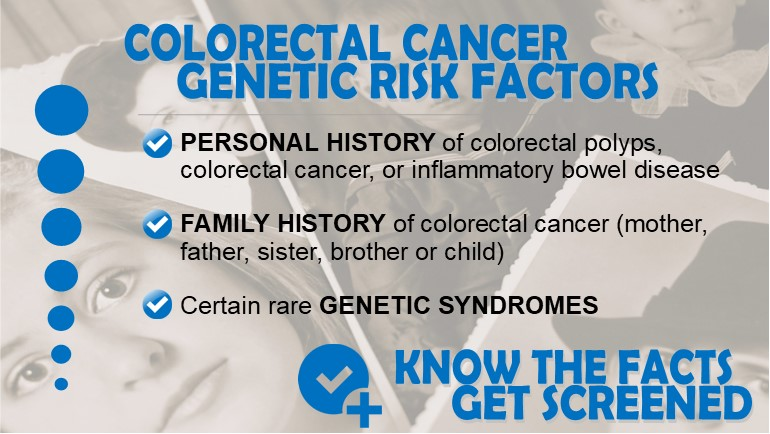 COLORECTAL CANCER
GENETIC RISK FACTORS
PERSONAL HISTORY of colorectal polyps,
colorectal cancer, or inflammatory bowel disease
FAMILY HISTORY of colorectal cancer (mother,
father, sister, brother or child)
Certain rare GENETIC SYNDROMES
KNOW THE FACTS
GET SCREENED